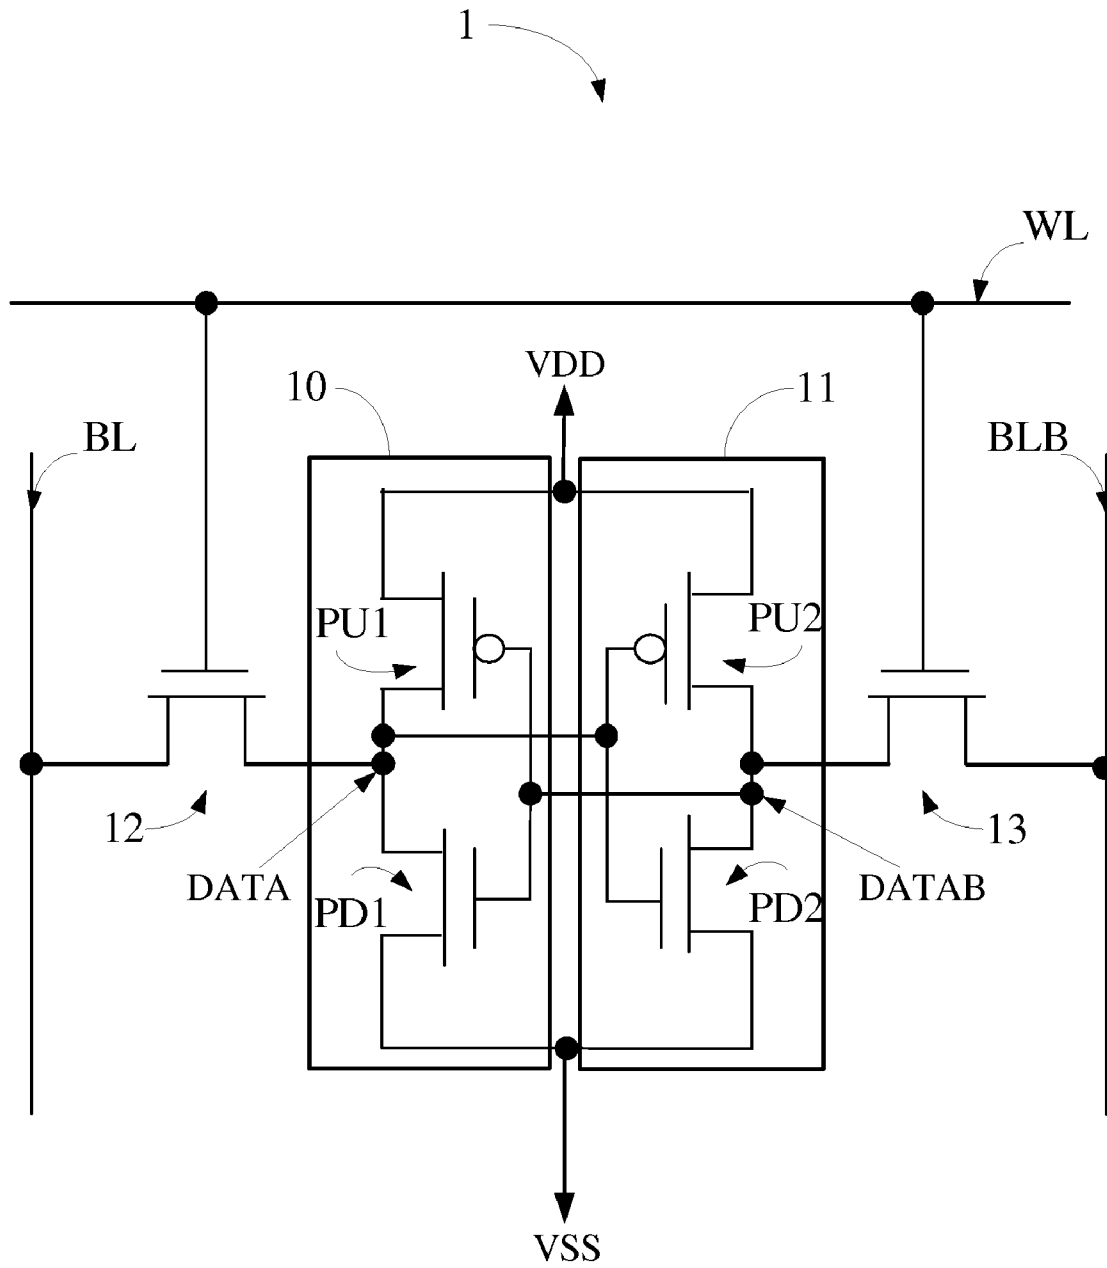 1
WL
VDD
10
11
BL
BLB
PU1
PU2
12
13
DATA
DATAB
PD1
PD2
VSS